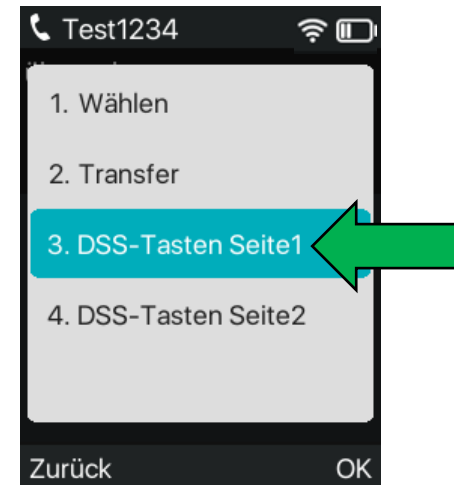 Test1234
1. Wählen
2. Transfer
3. DSS-Tasten Seite1
4. DSS-Tasten Seite2
Zurück OK